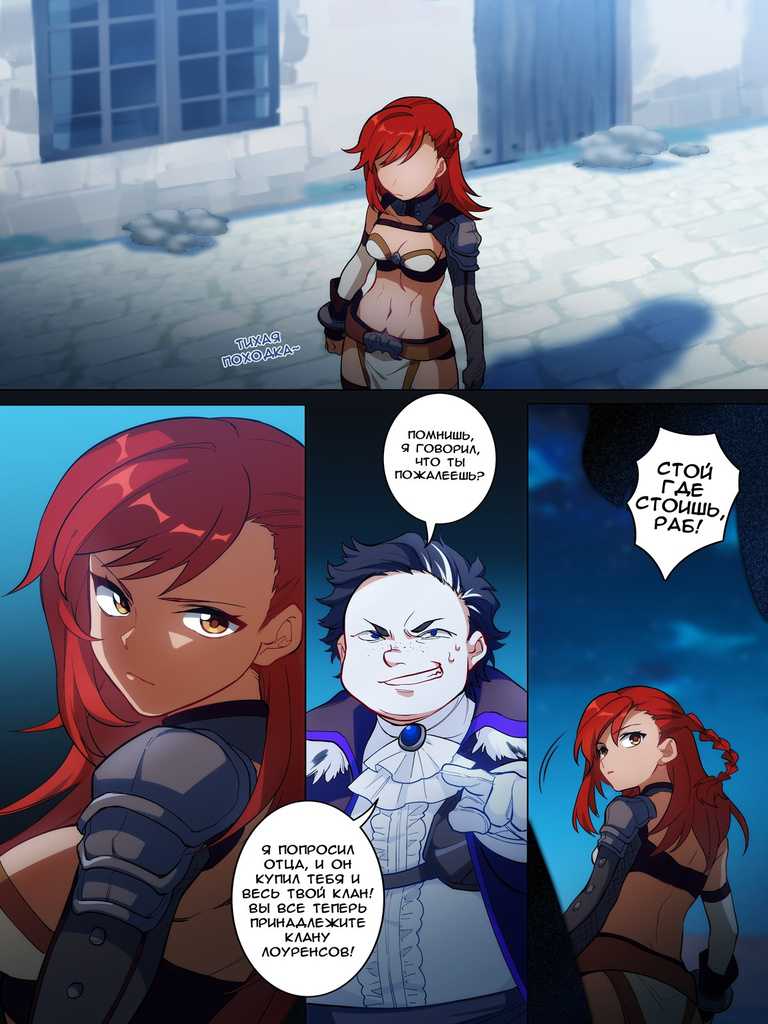 ТИХАЯ
ПОХОДКА~
СТОЙ
ГДЕ
СТОИШЬ,
РАБ!
ПОМНИШЬ,
Я ГОВОРИЛ,
ЧТО ТЫ
ПОЖАЛЕЕШЬ?
Я ПОПРОСИЛ
ОТЦА, И ОН
КУПИЛ ТЕБЯ И
ВЕСЬ ТВОЙ КЛАН!
ВЫ ВСЕ ТЕПЕРЬ
ПРИНАДЛЕЖИТЕ
КЛАНУ
ЛОУРЕНСОВ!